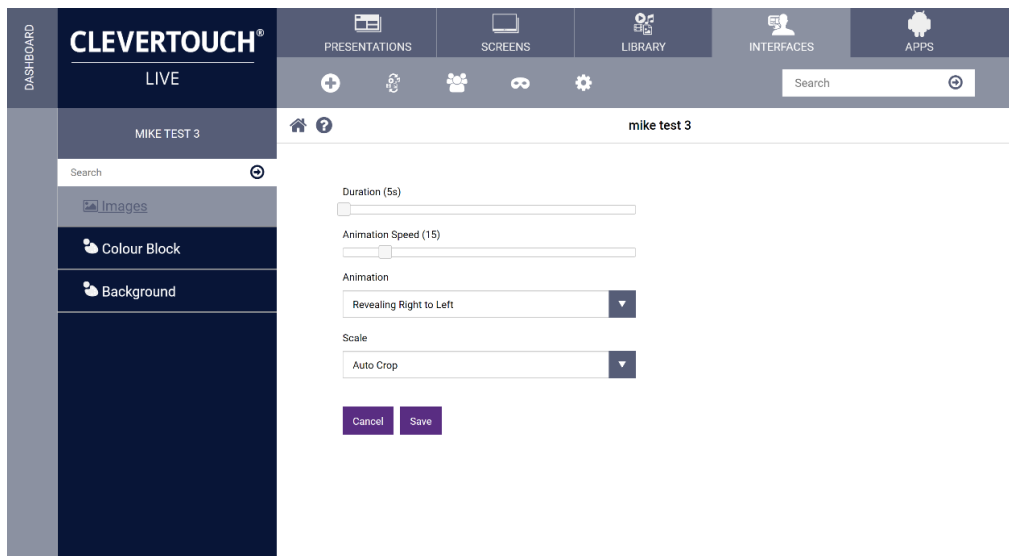 DASHBOARD
CLEVERTOUCH®
LIVE
PRESENTATIONS
SCREENS
LIBRARY
INTERFACES
APPS
Search
MIKE TEST 3
mike test 3
Search
Images
Colour Block
Background
Duration (5s)
Animation Speed (15)
Animation
Revealing Right to Left
Scale
Auto Crop
Cancel Save